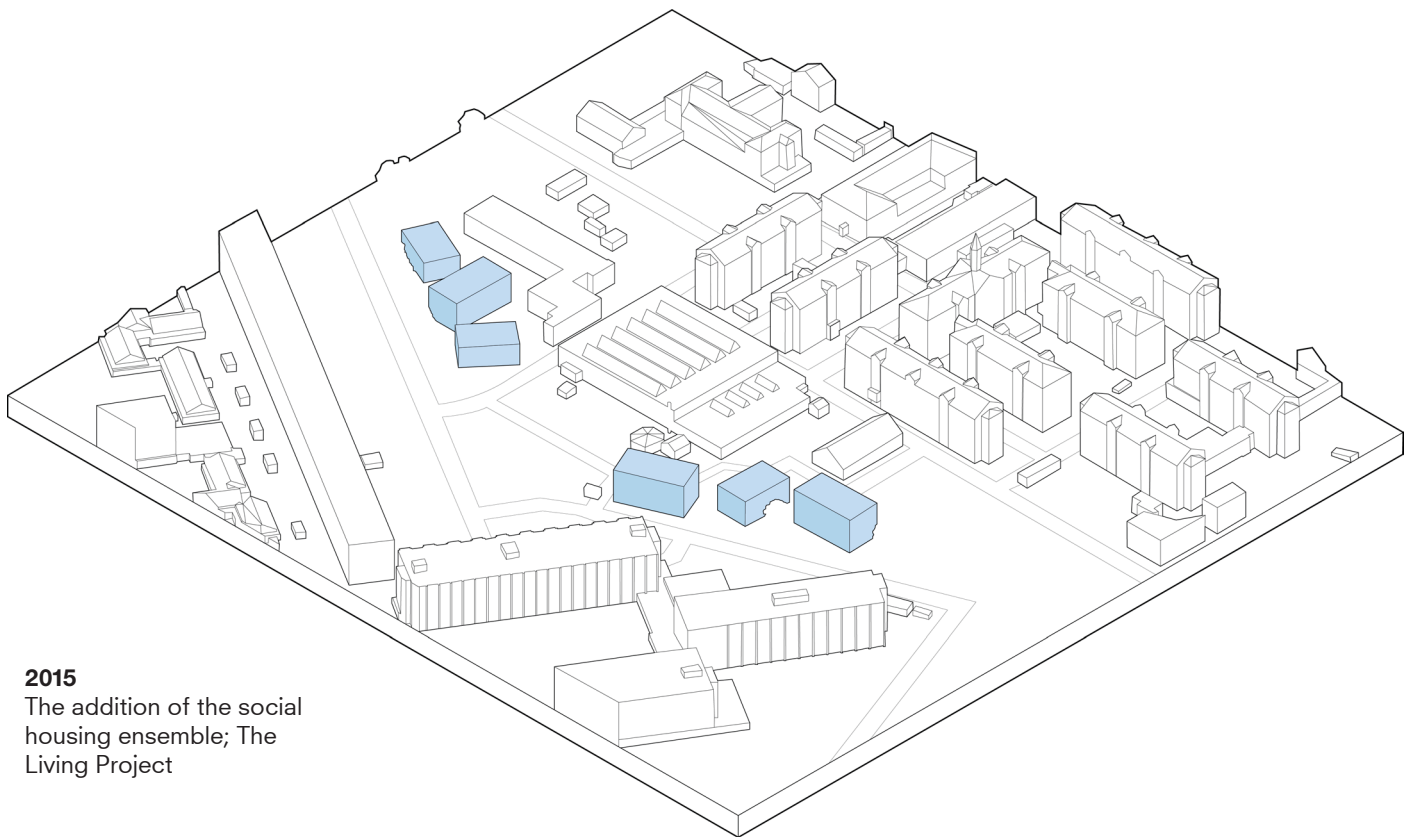 2015
The addition of the social
housing ensemble; The
Living Project